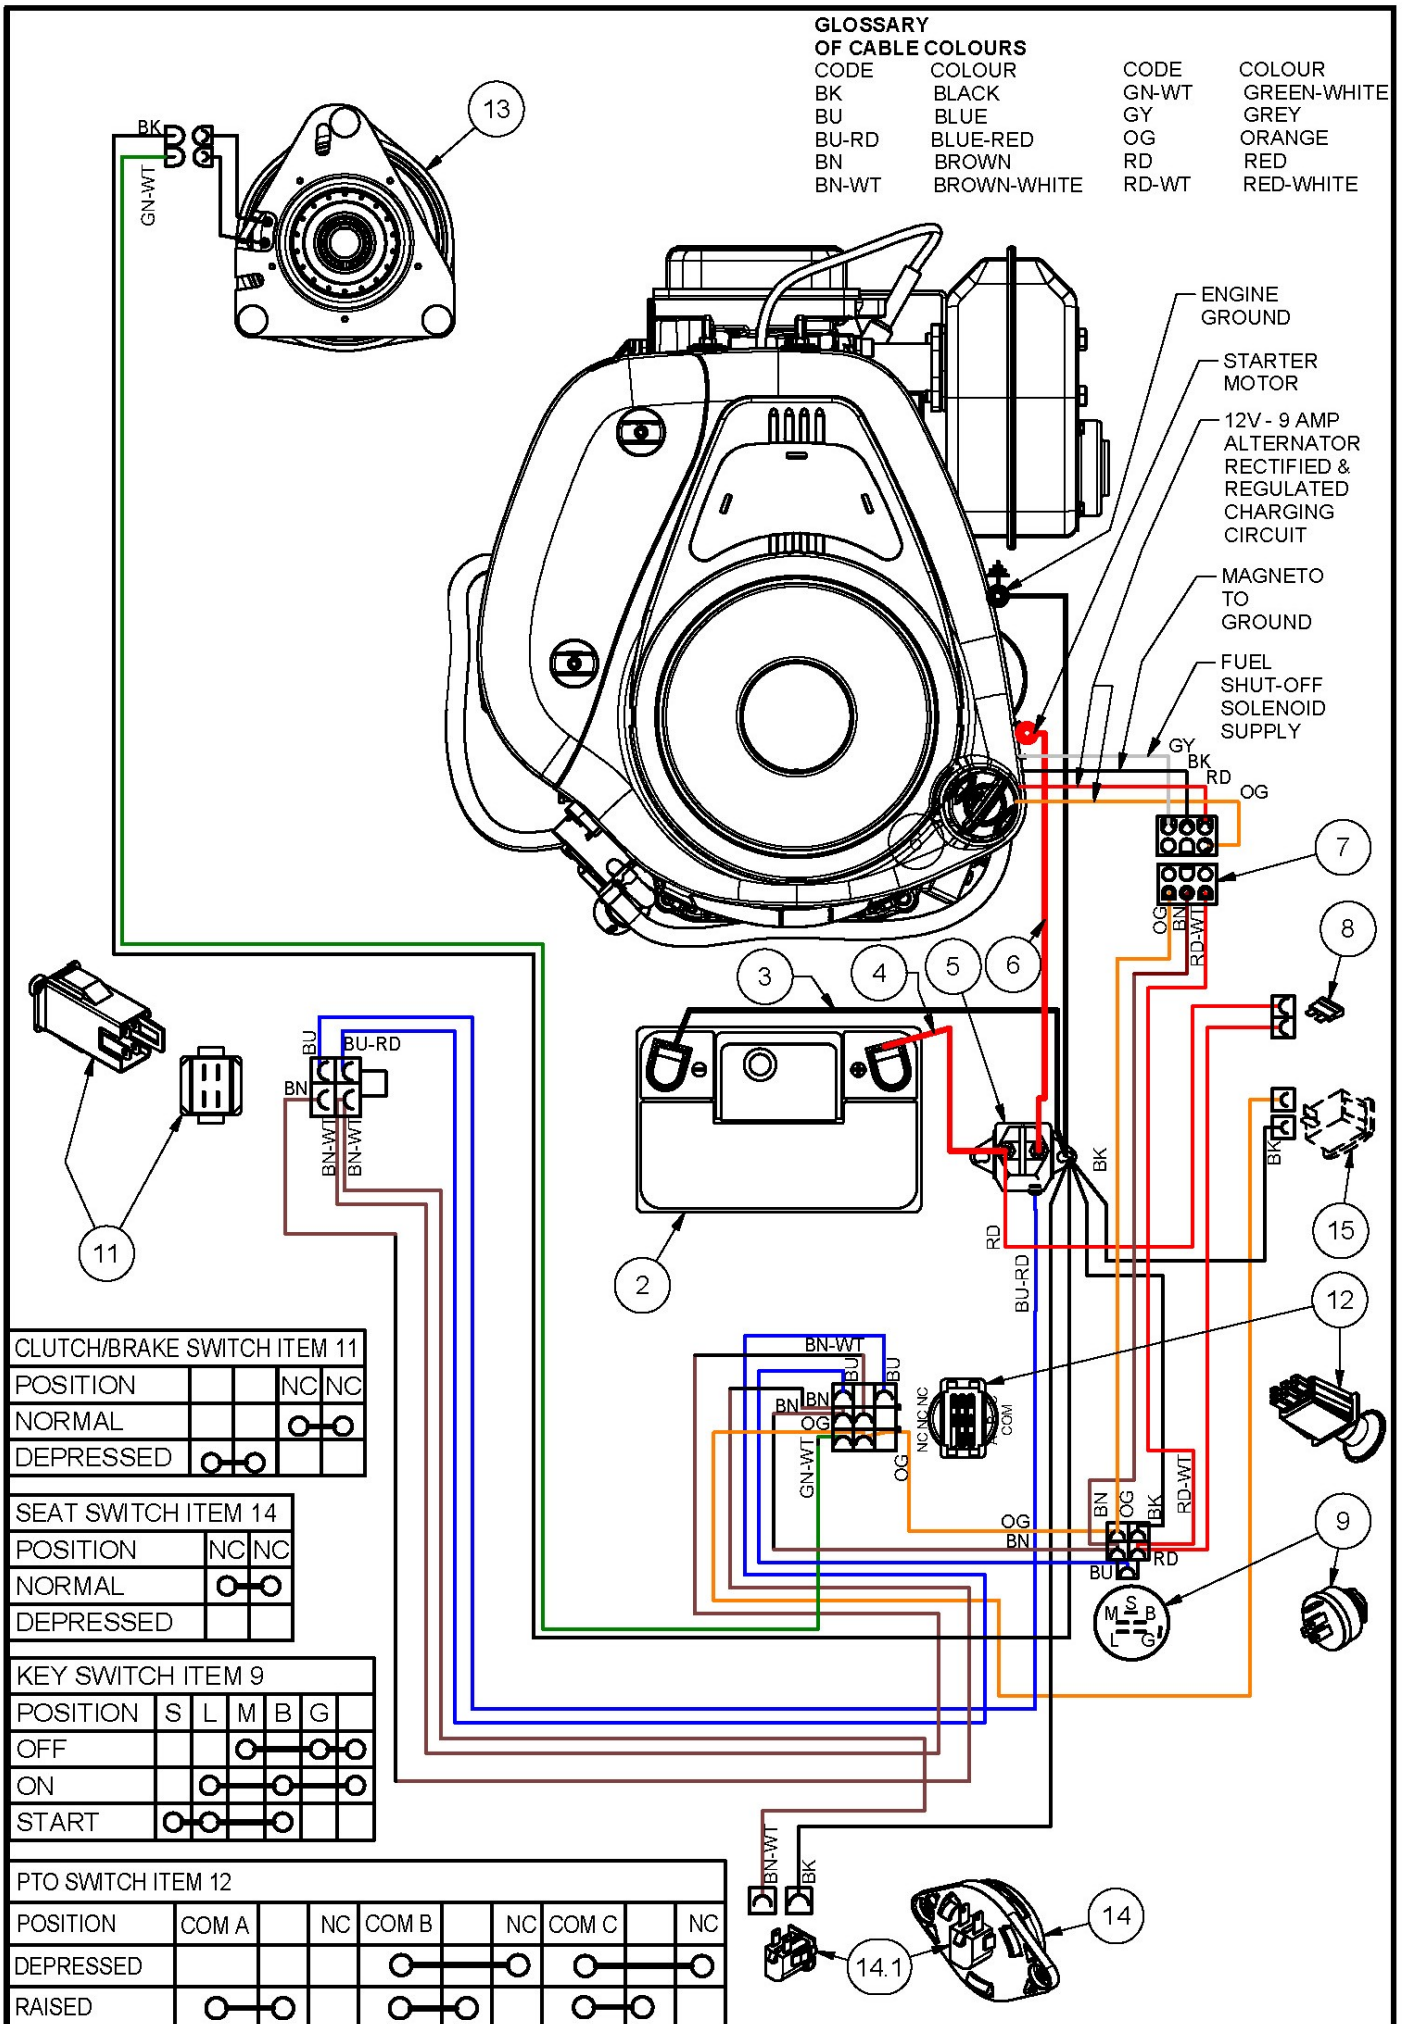 GLOSSARY
OF CABLE COLOURS
CODE COLOUR CODE COLOUR
BK BLACK GN-WT GREEN-WHITE
BU BLUE GY GREY
BU-RD BLUE-RED OG ORANGE
BN BROWN RD RED
BN-WT BROWN-WHITE RD-WT RED-WHITE
13
BK
GN-WT
ENGINE
GROUND
STARTER
MOTOR
12V - 9 AMP
ALTERNATOR
RECTIFIED &
REGULATED
CHARGING
CIRCUIT
MAGNETO
TO
GROUND
FUEL
SHUT-OFF
SOLENOID
SUPPLY
GY
BK
RD
OG
7
OG
BN
RD-WT
8
3
4
5
6
BU
BU-RD
BN
BN-WT
BN-WT
11
2
BK
BK
15
RD
BU-RD
12
BN-WT
BU
BU
BN
BN
OG
GN-WT
OG
NC NC NC
A B C
COM
BN
OG
BK
RD-WT
OG
BN
BU
RD
9
S
M B
L G
CLUTCH/BRAKE SWITCH ITEM 11
POSITION NC NC
NORMAL
DEPRESSED
SEAT SWITCH ITEM 14
POSITION NC NC
NORMAL
DEPRESSED
KEY SWITCH ITEM 9
POSITION S L M B G
OFF
ON
START
PTO SWITCH ITEM 12
POSITION COM A NC COM B NC COM C NC
DEPRESSED
RAISED
BN-WT
BK
14
14.1